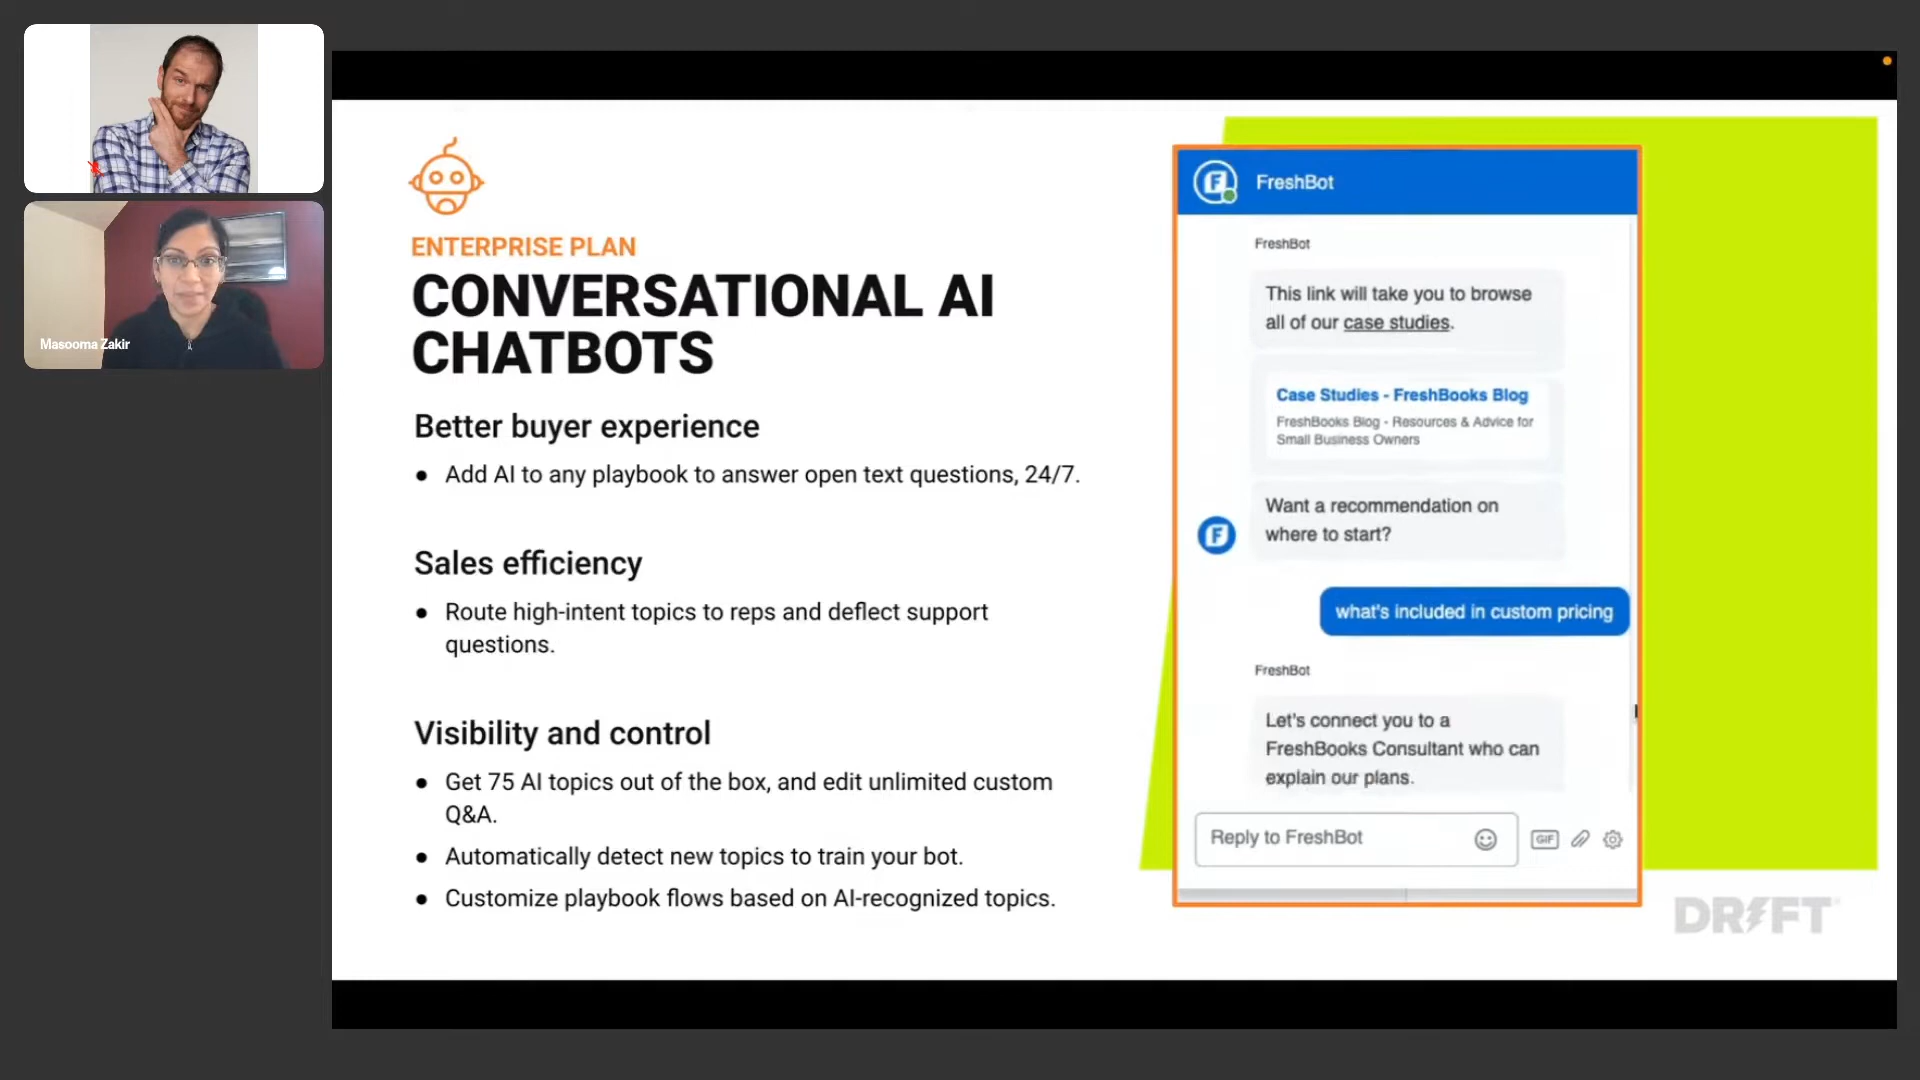 Masooma Zakir
ENTERPRISE PLAN
CONVERSATIONAL AI
CHATBOTS
Better buyer experience
● Add AI to any playbook to answer open text questions, 24/7.
Sales efficiency
● Route high-intent topics to reps and deflect support
questions.
Visibility and control
● Get 75 AI topics out of the box, and edit unlimited custom
Q&A.
● Automatically detect new topics to train your bot.
● Customize playbook flows based on AI-recognized topics.
FreshBot
FreshBot
This link will take you to browse
all of our case studies.
Case Studies - FreshBooks Blog
FreshBooks Blog - Resources & Advice for
Small Business Owners
Want a recommendation on
where to start?
what's included in custom pricing
FreshBot
Let's connect you to a
FreshBooks Consultant who can
explain our plans.
Reply to FreshBot
GIF
DRIFT